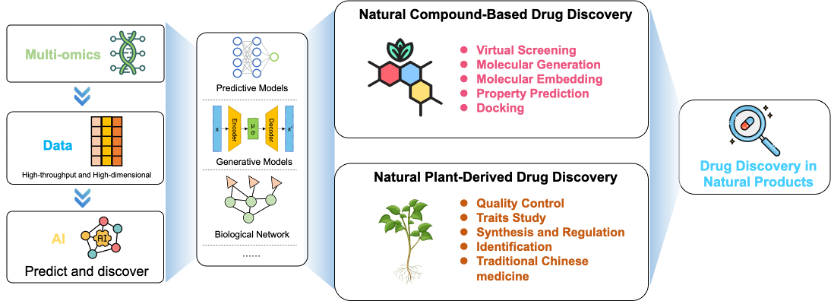 Multi-omics
Data
High-throughput and High-dimensional
AI
AI
Predict and discover
Predictive Models
x
Encoder
μ
σ
Decoder
x'
Generative Models
Biological Network
......
Natural Compound-Based Drug Discovery
Virtual Screening
Molecular Generation
Molecular Embedding
Property Prediction
Docking
Natural Plant-Derived Drug Discovery
Quality Control
Traits Study
Synthesis and Regulation
Identification
Traditional Chinese
medicine
Drug Discovery in
Natural Products